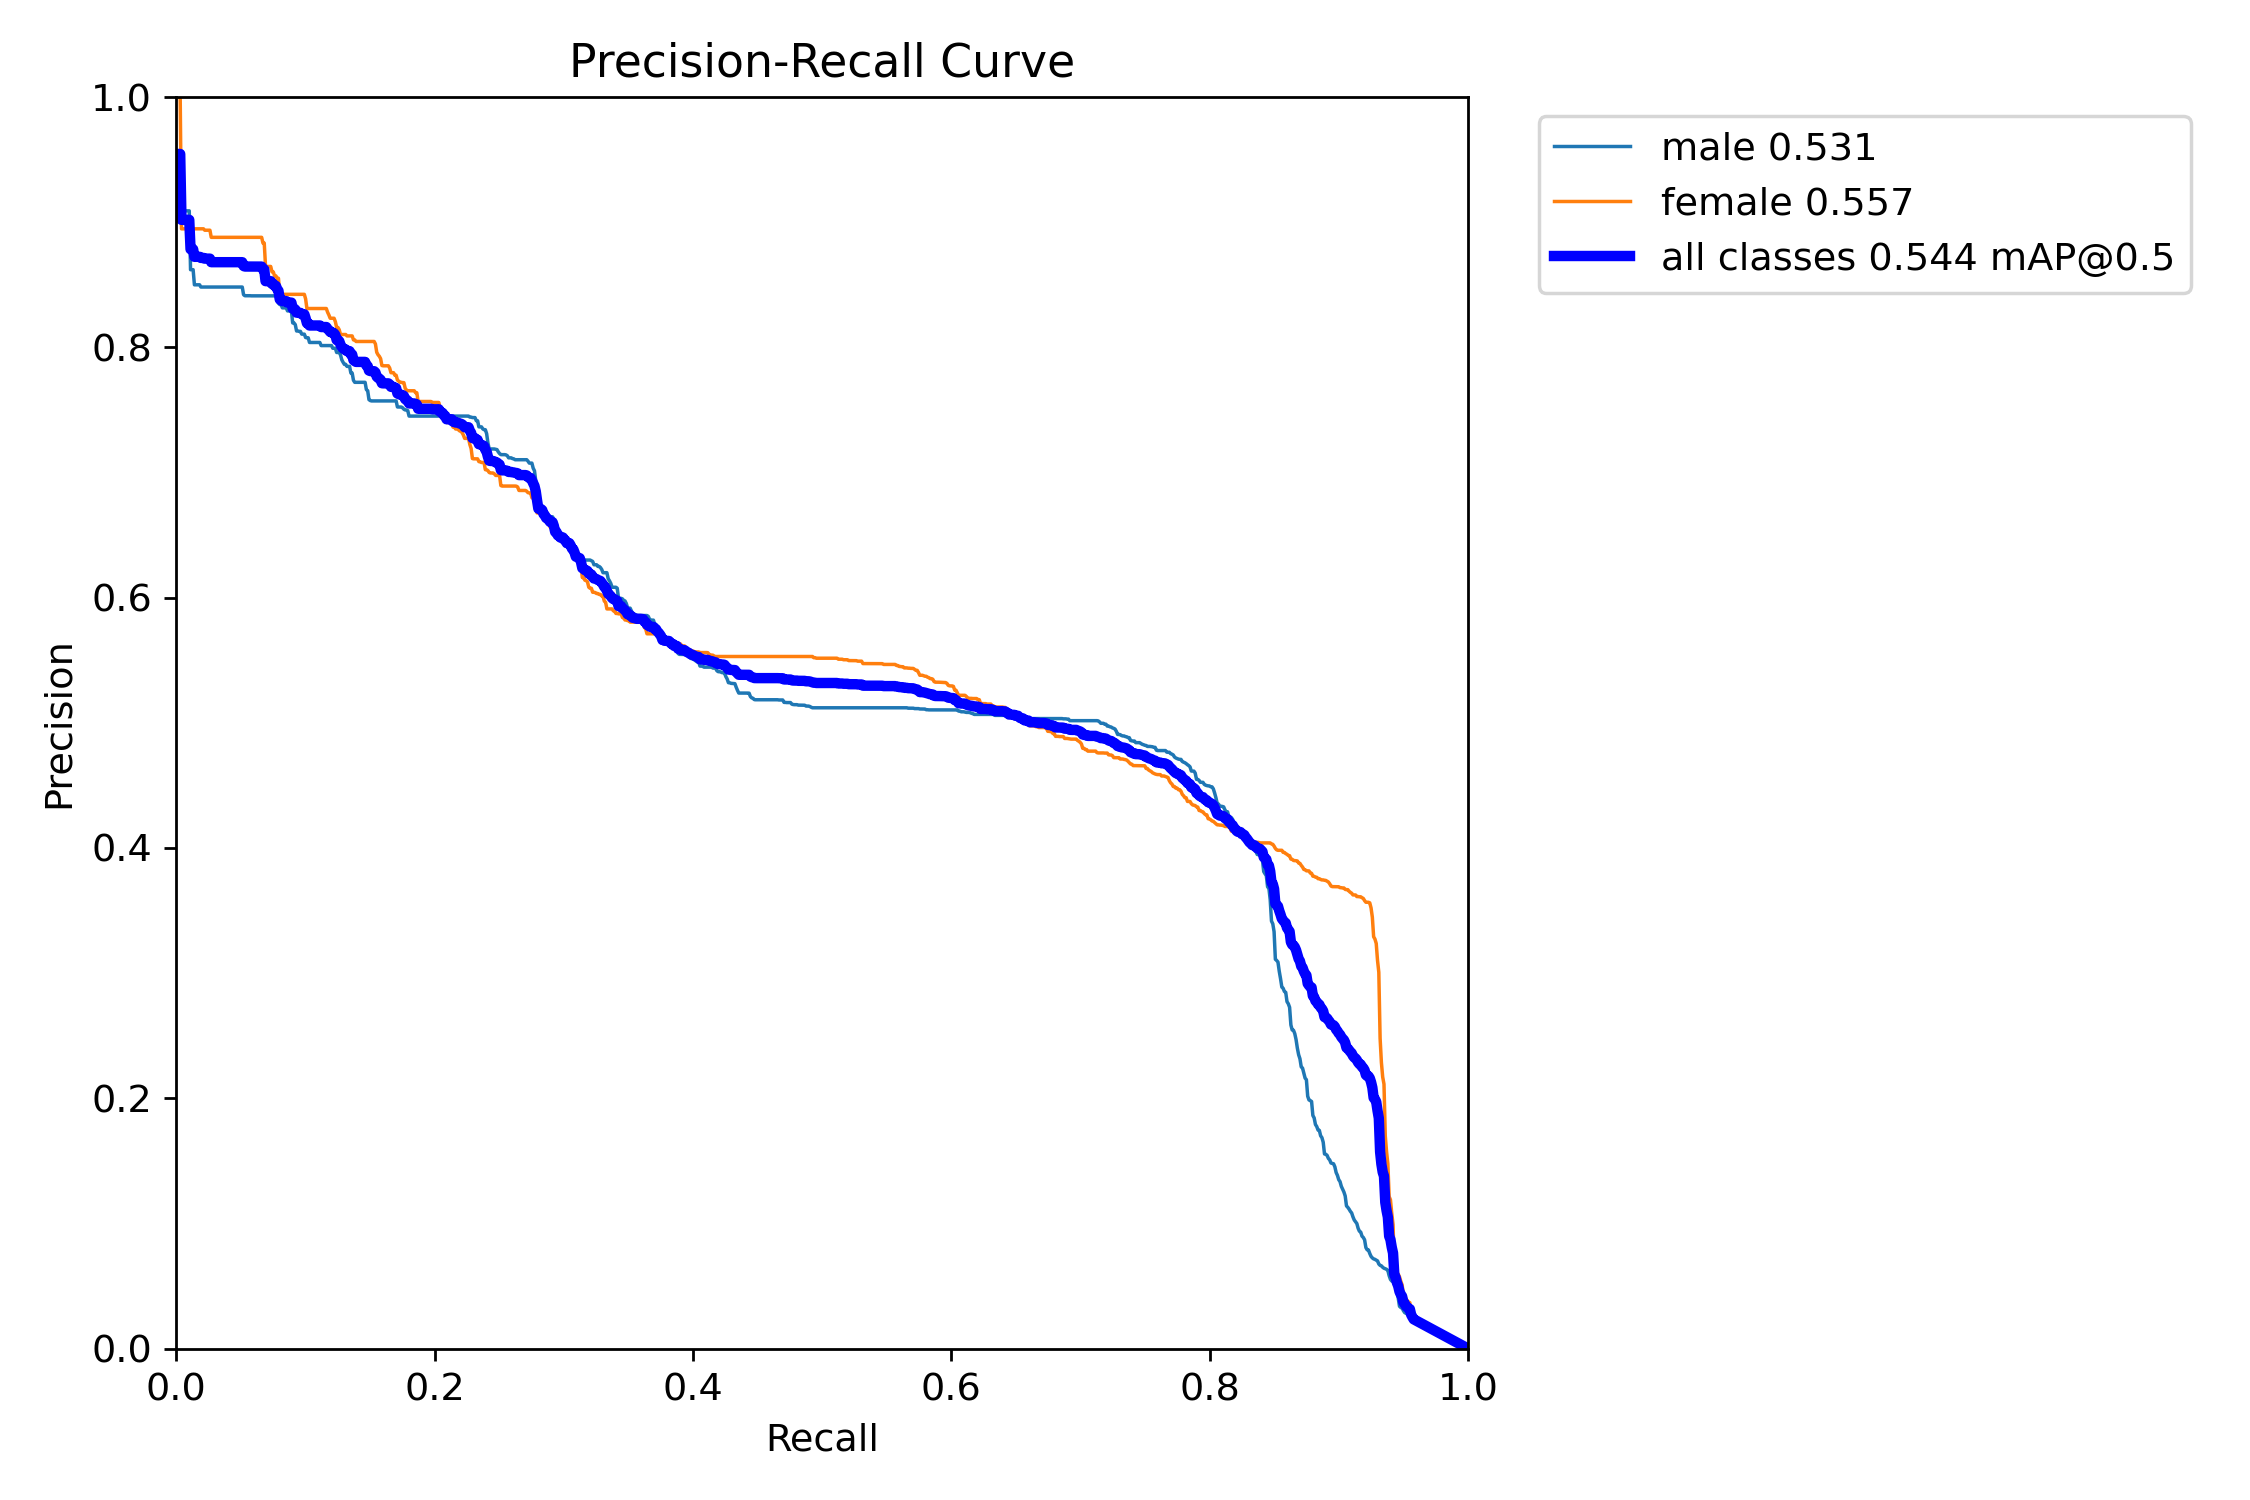 Precision-Recall Curve
1.0
0.8
0.6
0.4
0.2
0.0
Precision
0.0 0.2 0.4 0.6 0.8 1.0
Recall
male 0.531
female 0.557
all classes 0.544 mAP@0.5